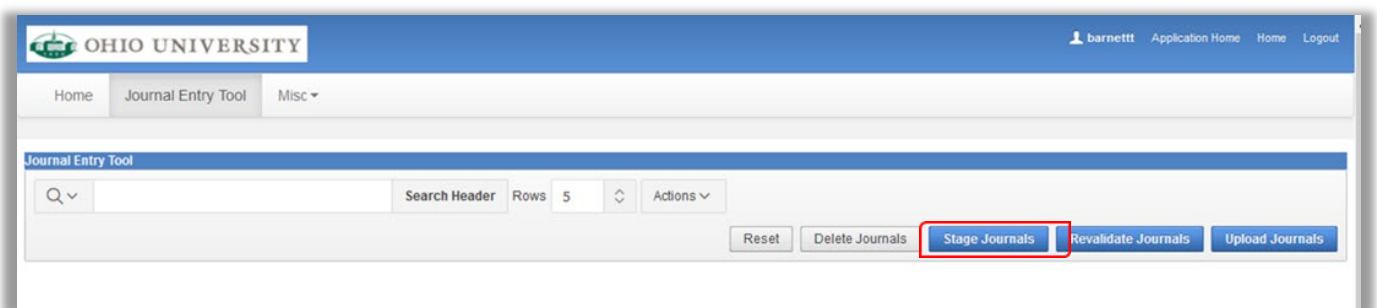 OHIO UNIVERSITY
barnettt Application Home Home Logout
Home Journal Entry Tool Misc
Journal Entry Tool
Search Header Rows 5 Actions
Reset Delete Journals Stage Journals Revalidate Journals Upload Journals